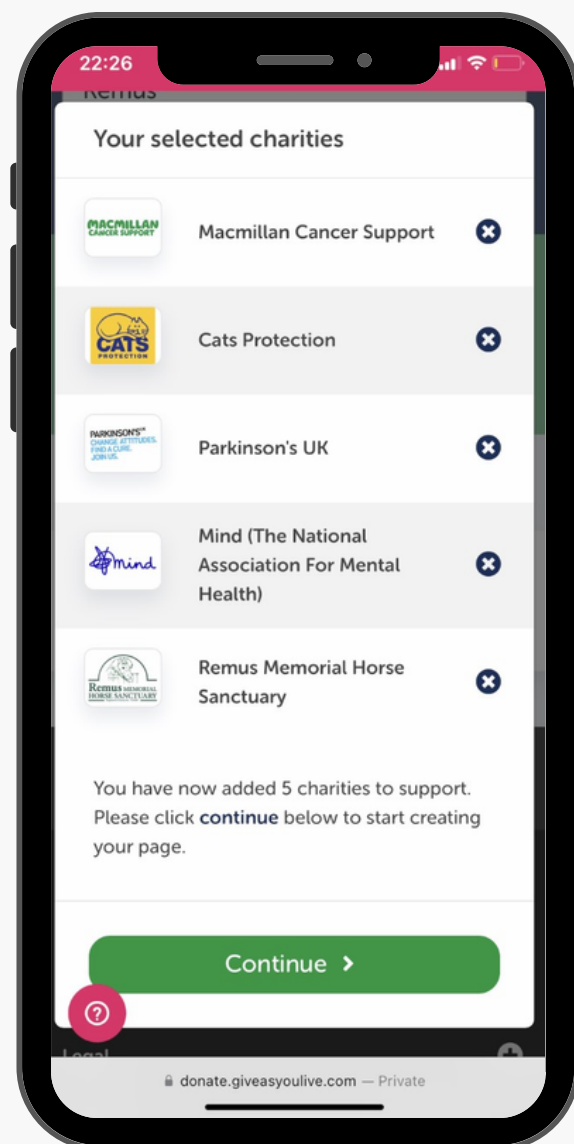 22:26
Remus
Your selected charities
MACMILLAN
CANCER SUPPORT
Macmillan Cancer Support
CATS
PROTECTION
Cats Protection
PARKINSON'S UK
CHANGE ATTITUDES.
FIND A CURE.
JOIN US.
Parkinson's UK
mind
Mind (The National
Association For Mental
Health)
Remus MEMORIAL
HORSE SANCTUARY
Remus Memorial Horse
Sanctuary
You have now added 5 charities to support.
Please click continue below to start creating
your page.
Continue
?
Legal
donate.giveasyoulive.com — Private